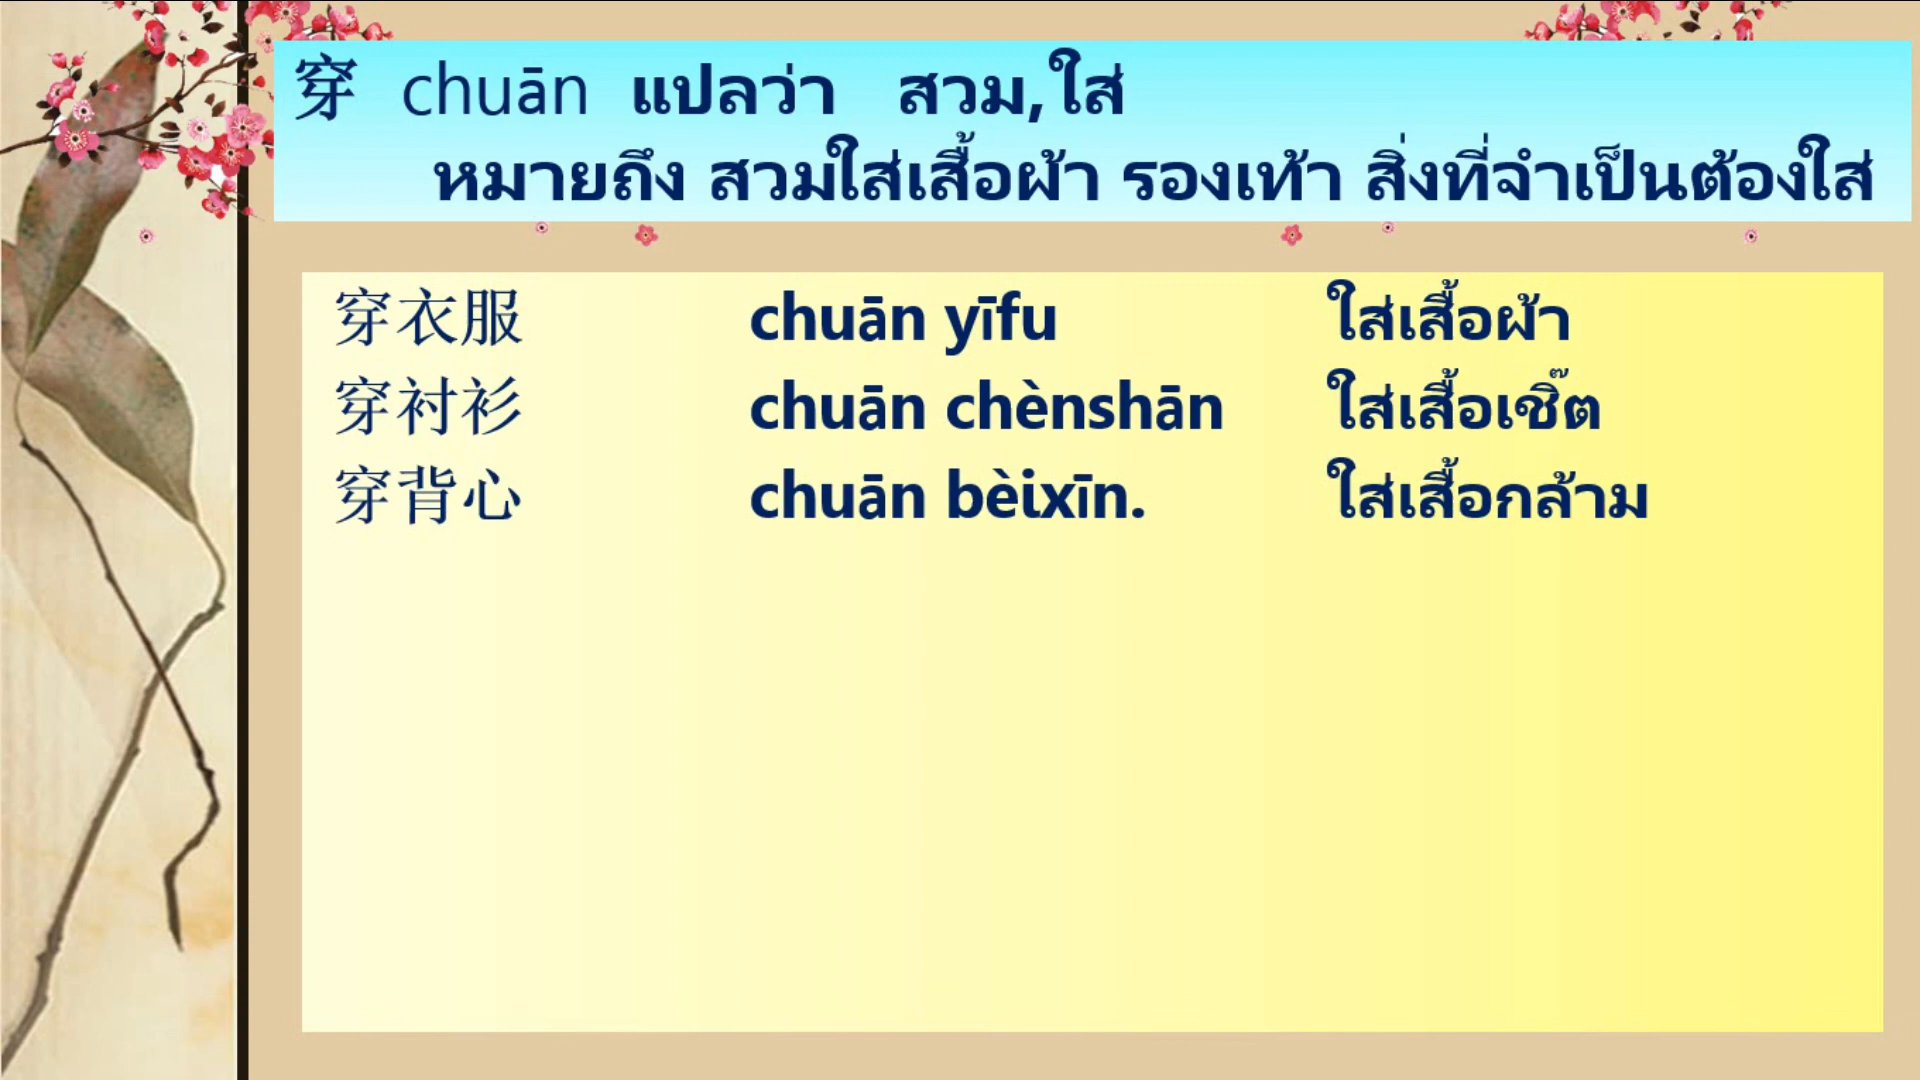 穿 chuān แปลว่า สวม,ใส่
หมายถึง สวมใส่เสื้อผ้า รองเท้า สิ่งที่จำเป็นต้องใส่
穿衣服 chuān yīfu ใส่เสื้อผ้า
穿衬衫 chuān chènshān ใส่เสื้อเชิ๊ต
穿背心 chuān bèixīn. ใส่เสื้อกล้าม